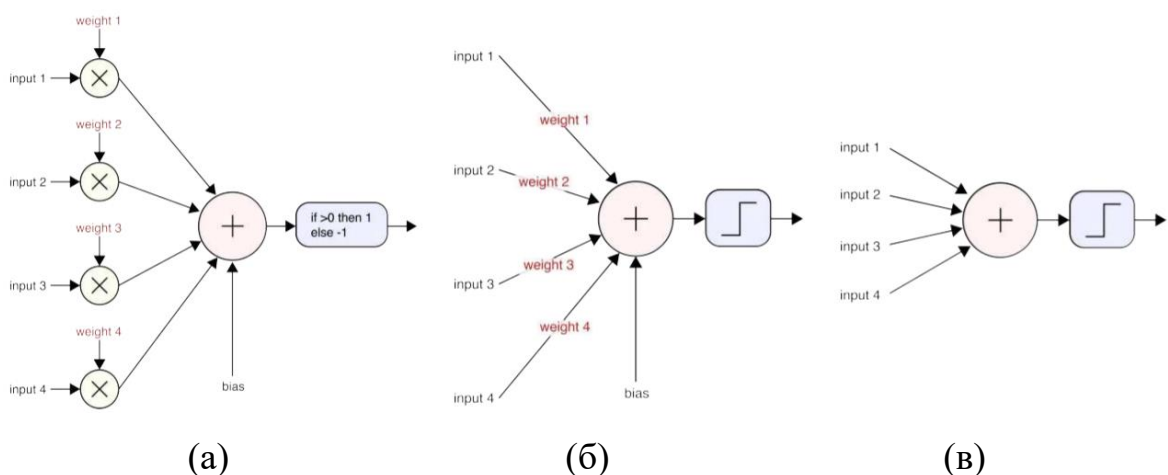 weight 1
input 1
weight 2
input 2
weight 3
input 3
weight 4
input 4
bias
if >0 then 1
else -1
(а)
input 1
weight 1
input 2
weight 2
input 3
weight 3
weight 4
input 4
bias
(б)
input 1
input 2
input 3
input 4
(в)